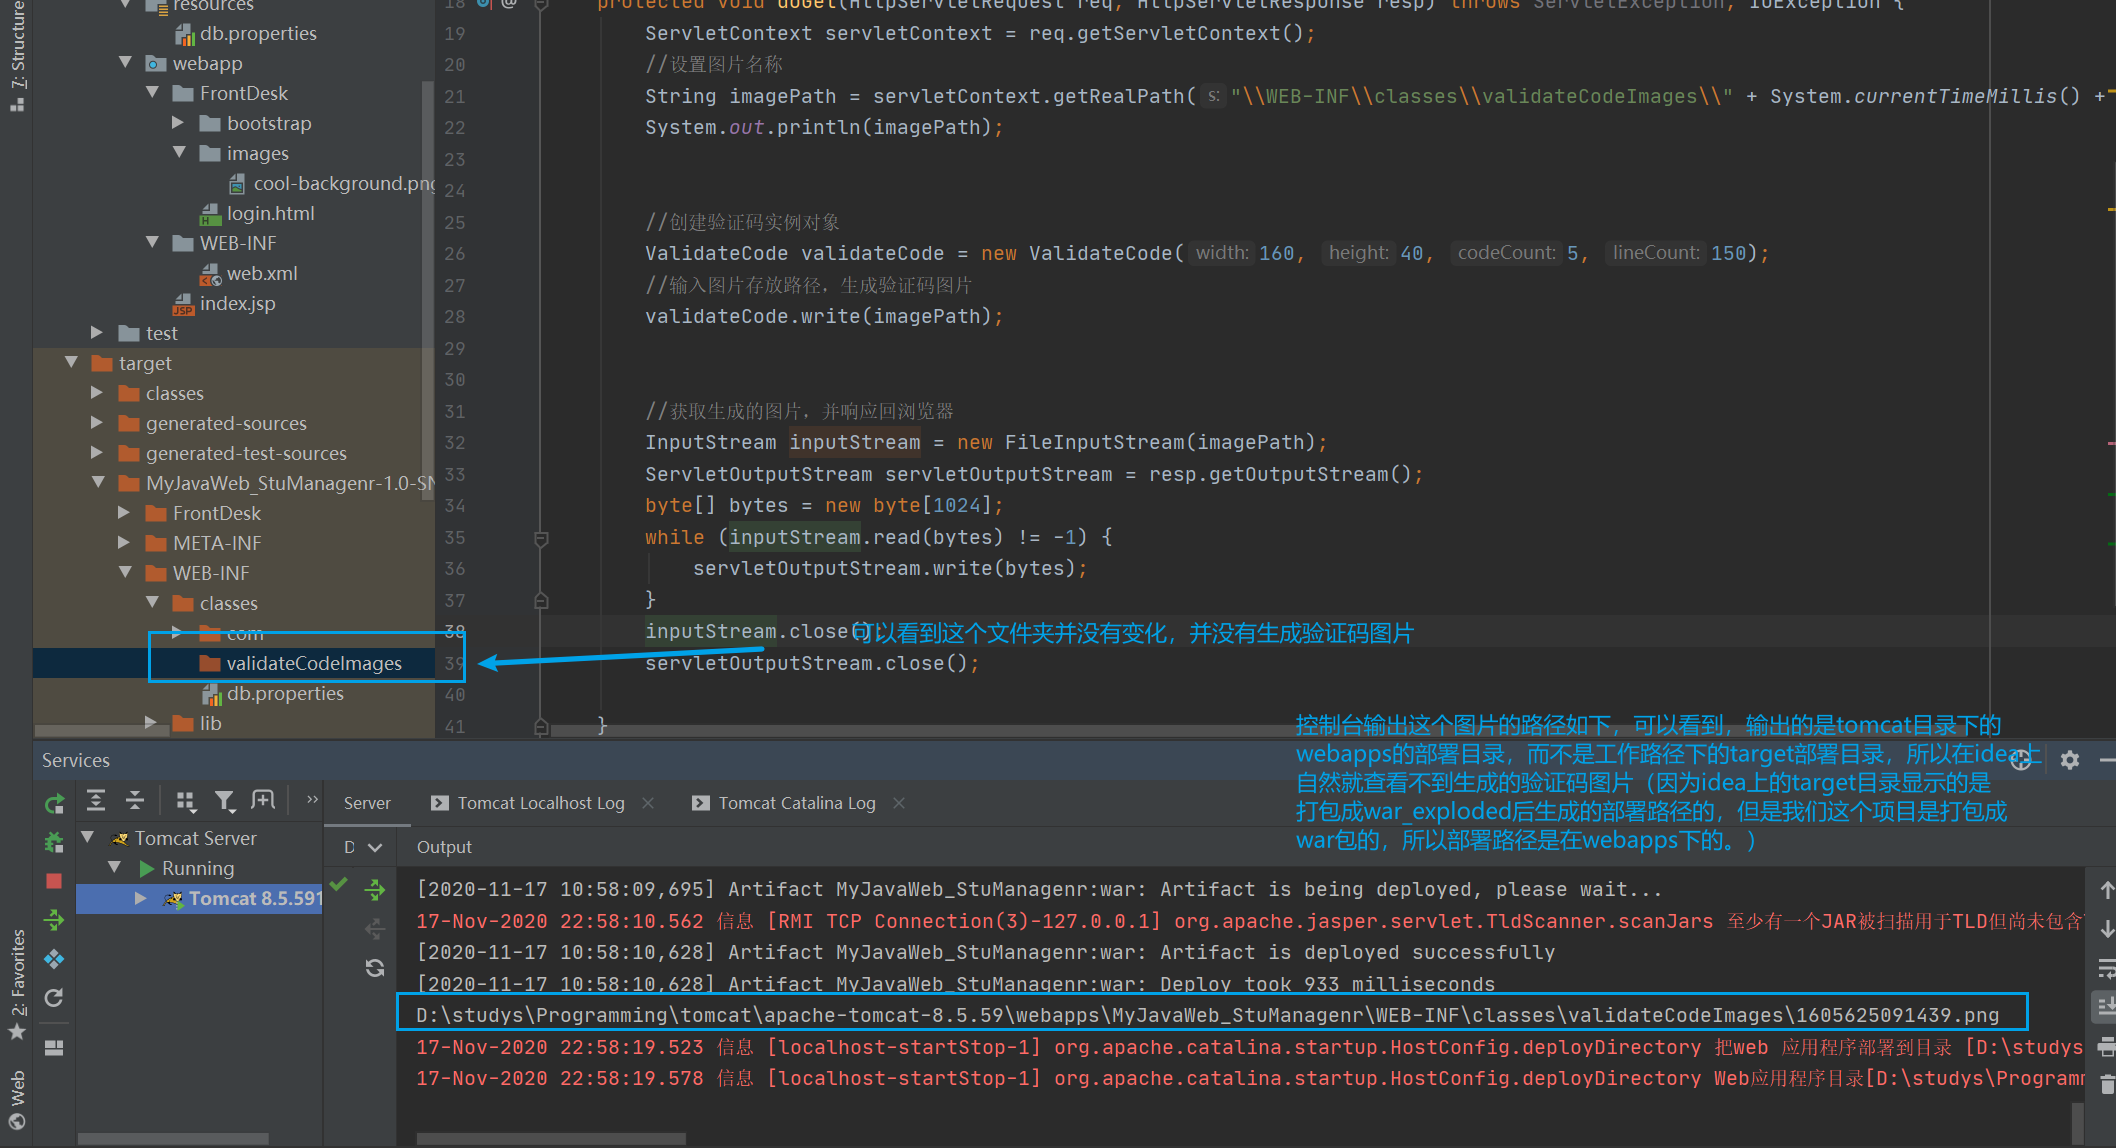 7: Structure
resources
db.properties
webapp
FrontDesk
bootstrap
images
cool-background.png
login.html
WEB-INF
web.xml
index.jsp
test
target
classes
generated-sources
generated-test-sources
MyJavaWeb_StuManagenr-1.0-SN
FrontDesk
META-INF
WEB-INF
classes
com
validateCodeImages
db.properties
lib
18 protected void doGet(HttpServletRequest req, HttpServletResponse resp) throws ServletException, IOException {
19 ServletContext servletContext = req.getServletContext();
20 //设置图片名称
21 String imagePath = servletContext.getRealPath( s: "\\WEB-INF\\classes\\validateCodeImages\\" + System.currentTimeMillis() +
22 System.out.println(imagePath);
23
24
25 //创建验证码实例对象
26 ValidateCode validateCode = new ValidateCode( width: 160, height: 40, codeCount: 5, lineCount: 150);
27 //输入图片存放路径，生成验证码图片
28 validateCode.write(imagePath);
29
30
31 //获取生成的图片，并响应回浏览器
32 InputStream inputStream = new FileInputStream(imagePath);
33 ServletOutputStream servletOutputStream = resp.getOutputStream();
34 byte[] bytes = new byte[1024];
35 while (inputStream.read(bytes) != -1) {
36 servletOutputStream.write(bytes);
37 }
38 inputStream.close();
可以看到这个文件夹并没有变化，并没有生成验证码图片
39 servletOutputStream.close();
40
41 }
控制台输出这个图片的路径如下，可以看到，输出的是tomcat目录下的
webapps的部署目录，而不是工作路径下的target部署目录，所以在idea上
自然就查看不到生成的验证码图片（因为idea上的target目录显示的是
打包成war_exploded后生成的部署路径的，但是我们这个项目是打包成
war包的，所以部署路径是在webapps下的。）
Services
Server
Tomcat Localhost Log
Tomcat Catalina Log
Tomcat Server
Running
Tomcat 8.5.591
D
Output
[2020-11-17 10:58:09,695] Artifact MyJavaWeb_StuManagenr:war: Artifact is being deployed, please wait...
17-Nov-2020 22:58:10.562 信息 [RMI TCP Connection(3)-127.0.0.1] org.apache.jasper.servlet.TldScanner.scanJars 至少有一个JAR被扫描用于TLD但尚未包含
[2020-11-17 10:58:10,628] Artifact MyJavaWeb_StuManagenr:war: Artifact is deployed successfully
[2020-11-17 10:58:10,628] Artifact MyJavaWeb_StuManagenr:war: Deploy took 933 milliseconds
D:\studys\Programming\tomcat\apache-tomcat-8.5.59\webapps\MyJavaWeb_StuManagenr\WEB-INF\classes\validateCodeImages\1605625091439.png
17-Nov-2020 22:58:19.523 信息 [localhost-startStop-1] org.apache.catalina.startup.HostConfig.deployDirectory 把web 应用程序部署到目录 [D:\studys
17-Nov-2020 22:58:19.578 信息 [localhost-startStop-1] org.apache.catalina.startup.HostConfig.deployDirectory Web应用程序目录[D:\studys\Program
2: Favorites
Web